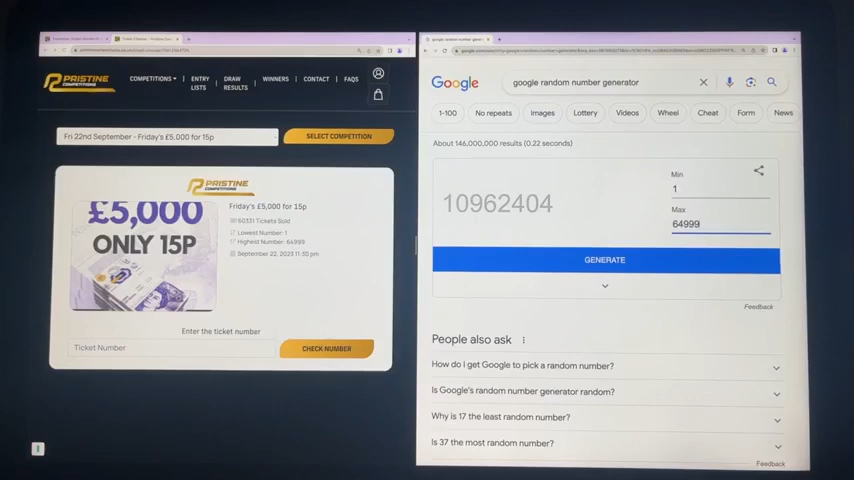 PRISTINE
COMPETITIONS
COMPETITIONS
ENTRY LISTS
DRAW RESULTS
WINNERS
CONTACT
FAQS
Fri 22nd September - Friday's £5,000 for 15p
SELECT COMPETITION
PRISTINE
COMPETITIONS
£5,000
ONLY 15P
Friday's £5,000 for 15p
60331 Tickets Sold
Lowest Number: 1
Highest Number: 64999
September 22, 2023 11:30 pm
Enter the ticket number
Ticket Number
CHECK NUMBER
google random number gener
Google
google random number generator
1-100
No repeats
Images
Lottery
Videos
Wheel
Cheat
Form
News
About 146,000,000 results (0.22 seconds)
10962404
Min
1
Max
64999
GENERATE
Feedback
People also ask
How do I get Google to pick a random number?
Is Google's random number generator random?
Why is 17 the least random number?
Is 37 the most random number?
Feedback